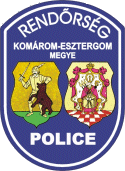 RENDŐRSÉG
KOMÁROM-ESZTERGOM
MEGYE
POLICE